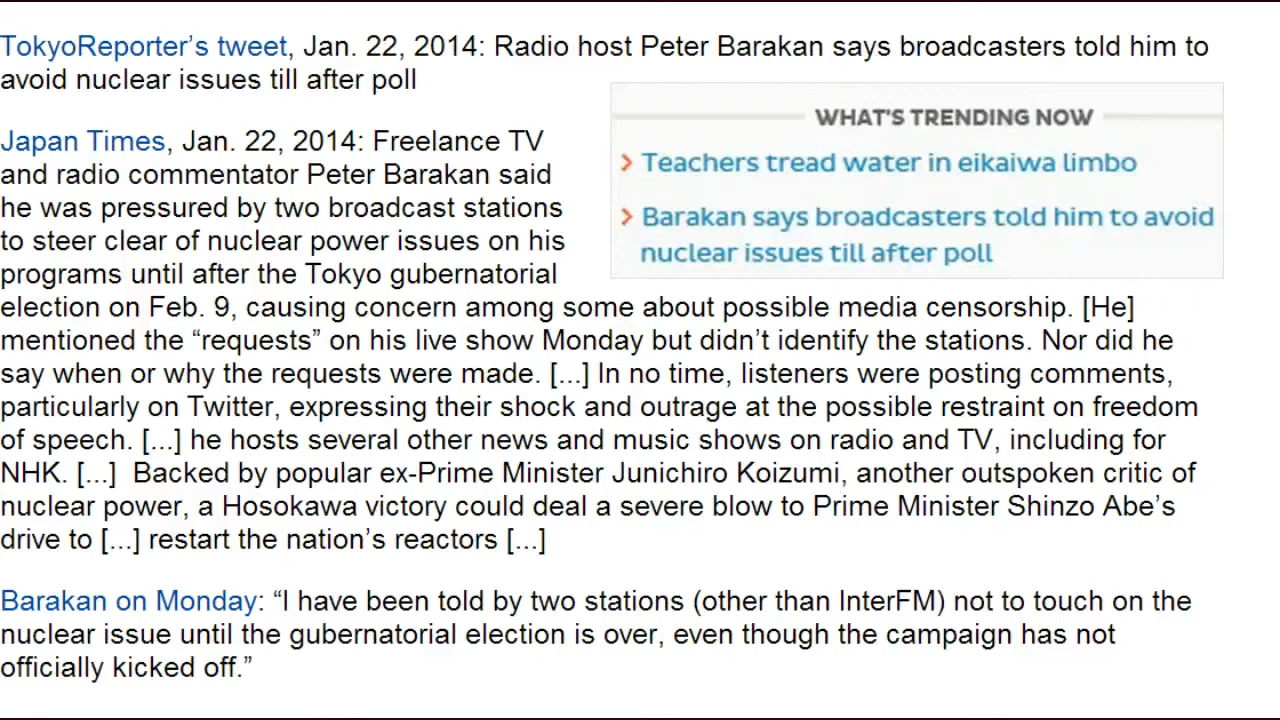 TokyoReporter’s tweet, Jan. 22, 2014: Radio host Peter Barakan says broadcasters told him to
avoid nuclear issues till after poll
WHAT'S TRENDING NOW
> Teachers tread water in eikaiwa limbo
> Barakan says broadcasters told him to avoid
nuclear issues till after poll
Japan Times, Jan. 22, 2014: Freelance TV
and radio commentator Peter Barakan said
he was pressured by two broadcast stations
to steer clear of nuclear power issues on his
programs until after the Tokyo gubernatorial
election on Feb. 9, causing concern among some about possible media censorship. [He]
mentioned the “requests” on his live show Monday but didn’t identify the stations. Nor did he
say when or why the requests were made. [...] In no time, listeners were posting comments,
particularly on Twitter, expressing their shock and outrage at the possible restraint on freedom
of speech. [...] he hosts several other news and music shows on radio and TV, including for
NHK. [...]  Backed by popular ex-Prime Minister Junichiro Koizumi, another outspoken critic of
nuclear power, a Hosokawa victory could deal a severe blow to Prime Minister Shinzo Abe’s
drive to [...] restart the nation’s reactors [...]
Barakan on Monday: “I have been told by two stations (other than InterFM) not to touch on the
nuclear issue until the gubernatorial election is over, even though the campaign has not
officially kicked off.”